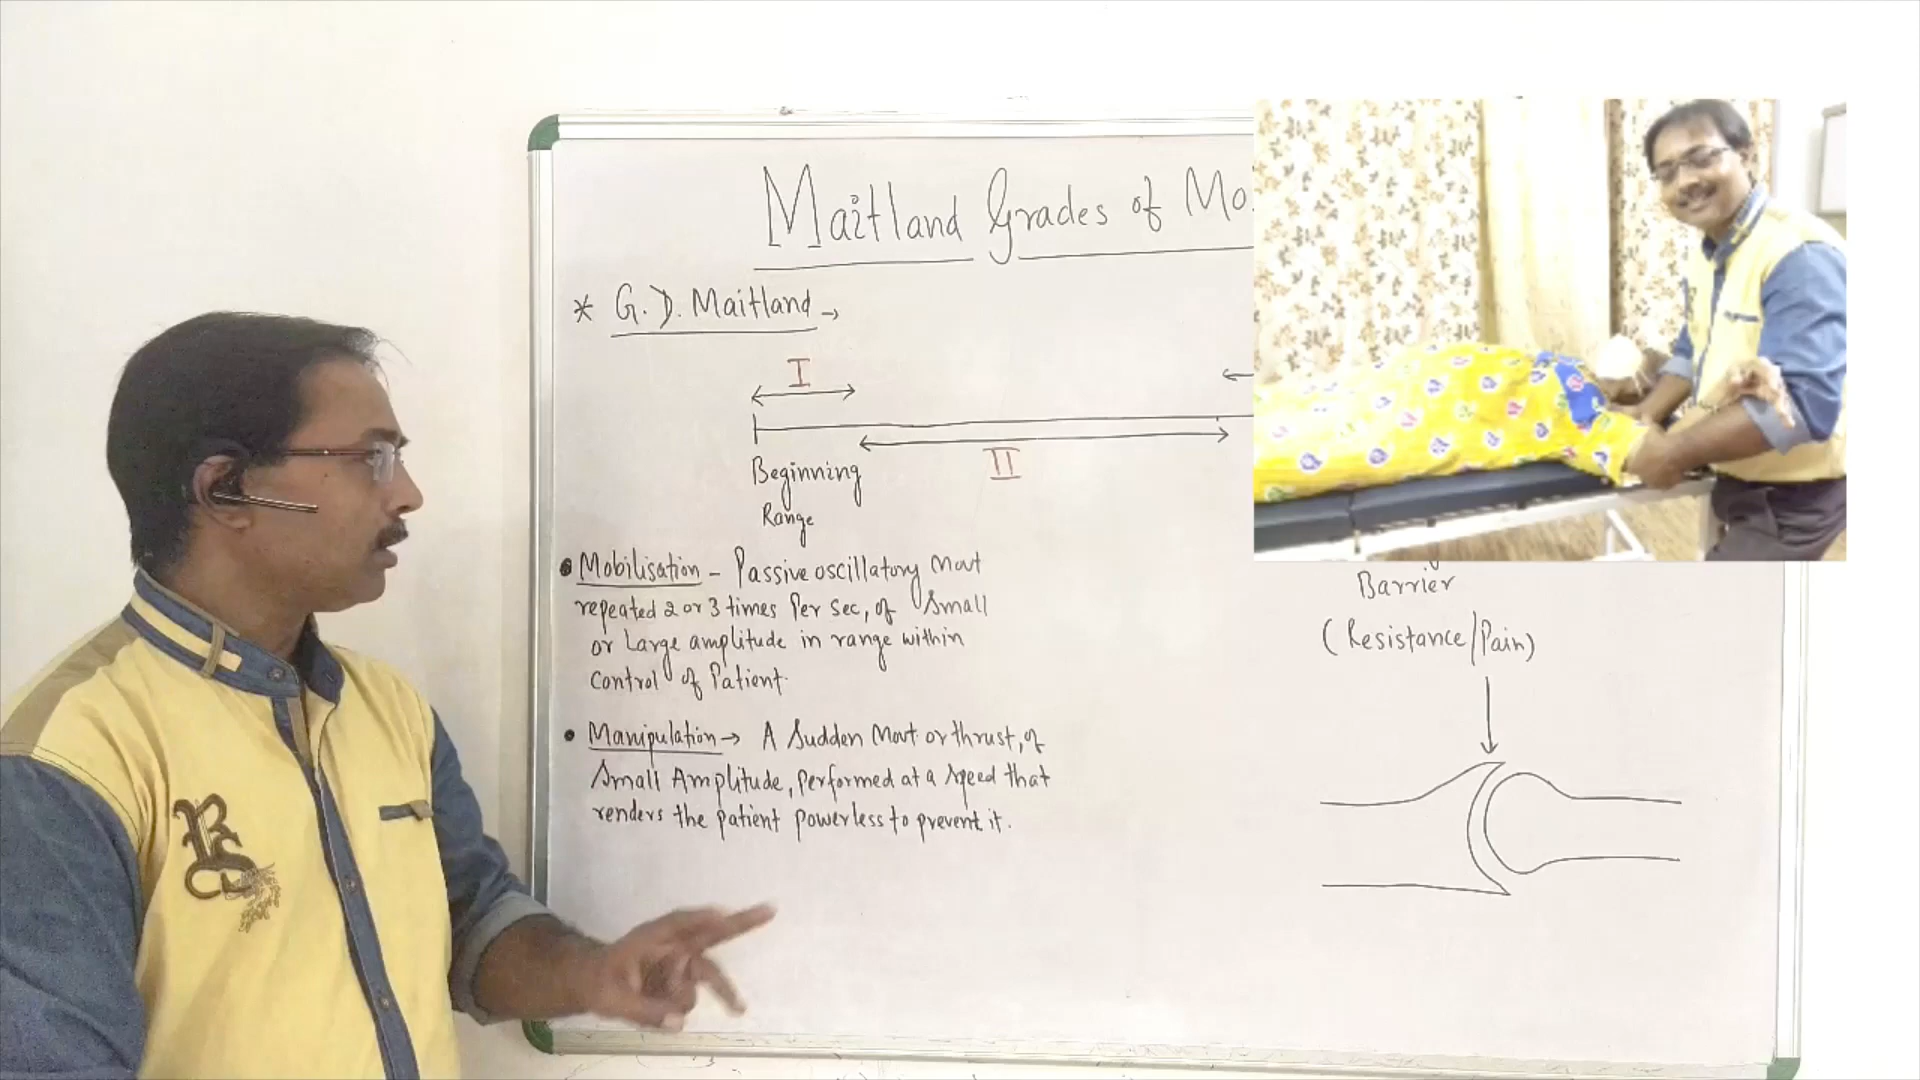 Maitland Grades of Mo
* G.D. Maitland →
I
II
Beginning
Range
• Mobilisation - Passive oscillatory Movt
repeated 2 or 3 times Per Sec, of Small
or Large amplitude in range within
Control of Patient.
• Manipulation → A Sudden Movt or thrust, of
Small Amplitude, Performed at a speed that
renders the patient powerless to prevent it.
Barrier
(Resistance/Pain)
BS